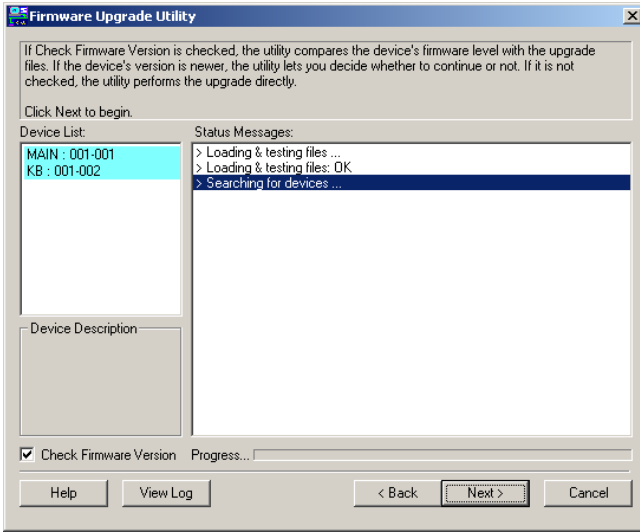 Firmware Upgrade Utility
If Check Firmware Version is checked, the utility compares the device's firmware level with the upgrade
files. If the device's version is newer, the utility lets you decide whether to continue or not. If it is not
checked, the utility performs the upgrade directly.
Click Next to begin.
Device List: Status Messages:
MAIN : 001-001
KB : 001-002
> Loading & testing files ...
> Loading & testing files: OK
> Searching for devices ...
Device Description
Check Firmware Version Progress...
Help View Log < Back Next > Cancel